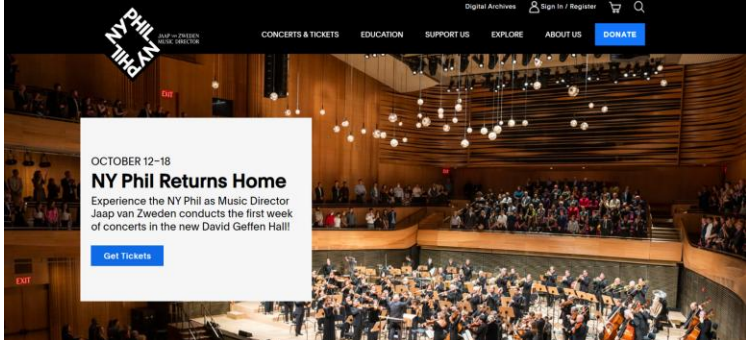 Digital Archives
Sign In / Register
NY PHIL
NY PHIL
JAAP van ZWEDEN
MUSIC DIRECTOR
CONCERTS & TICKETS
EDUCATION
SUPPORT US
EXPLORE
ABOUT US
DONATE
EXIT
OCTOBER 12–18
NY Phil Returns Home
Experience the NY Phil as Music Director
Jaap van Zweden conducts the first week
of concerts in the new David Geffen Hall!
Get Tickets
EXIT